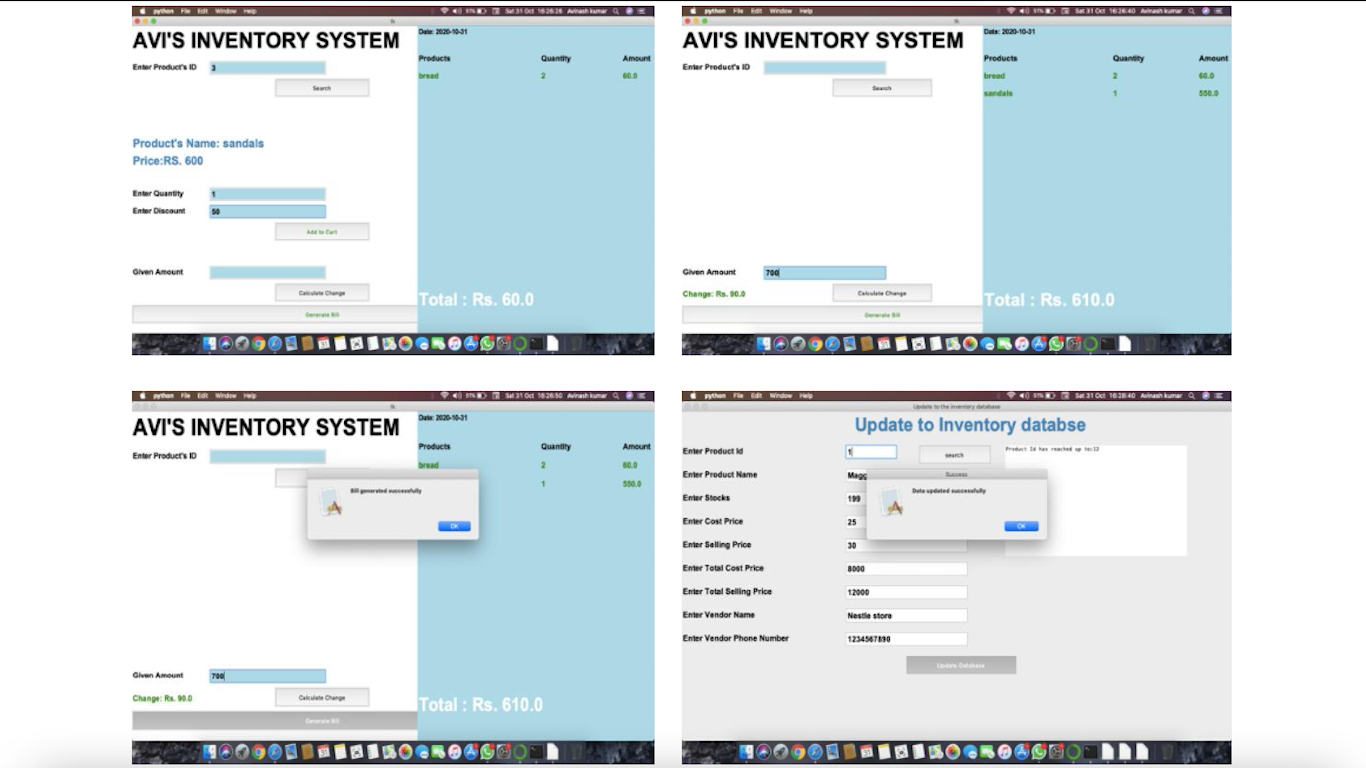 python File Edit Window Help 91% Sat 31 Oct 16:26:26 Avinash kumar
tk
AVI'S INVENTORY SYSTEM
Date: 2020-10-31
Enter Product's ID 3
Search
Products Quantity Amount
bread 2 60.0
Product's Name: sandals
Price:RS. 600
Enter Quantity 1
Enter Discount 50
Add to Cart
Given Amount
Calculate Change
Generate Bill
Total : Rs. 60.0
python File Edit Window Help 91% Sat 31 Oct 16:26:40 Avinash kumar
tk
AVI'S INVENTORY SYSTEM
Date: 2020-10-31
Enter Product's ID
Search
Products Quantity Amount
bread 2 60.0
sandals 1 550.0
Given Amount 700
Change: Rs. 90.0
Calculate Change
Generate Bill
Total : Rs. 610.0
python File Edit Window Help 91% Sat 31 Oct 16:26:50 Avinash kumar
tk
AVI'S INVENTORY SYSTEM
Date: 2020-10-31
Enter Product's ID
Products Quantity Amount
bread 2 60.0
1 550.0
Bill generated successfully
OK
Given Amount 700
Change: Rs. 90.0
Calculate Change
Generate Bill
Total : Rs. 610.0
python File Edit Window Help 91% Sat 31 Oct 16:28:40 Avinash kumar
Update to the inventory database
Update to Inventory databse
Enter Product Id 1
search
Product Id has reached up to:12
Enter Product Name Magg
Success
Data updated successfully
OK
Enter Stocks 199
Enter Cost Price 25
Enter Selling Price 30
Enter Total Cost Price 8000
Enter Total Selling Price 12000
Enter Vendor Name Nestle store
Enter Vendor Phone Number 1234567890
Update Database